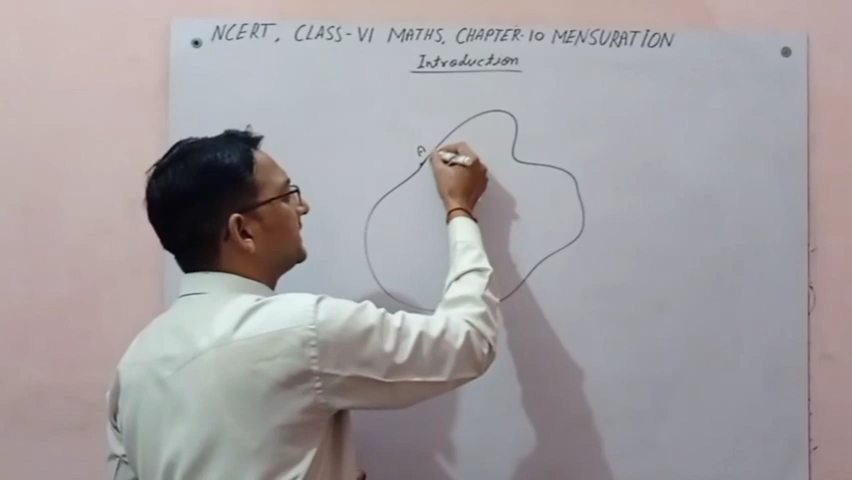 NCERT, CLASS-VI MATHS, CHAPTER-10 MENSURATION
Introduction
A